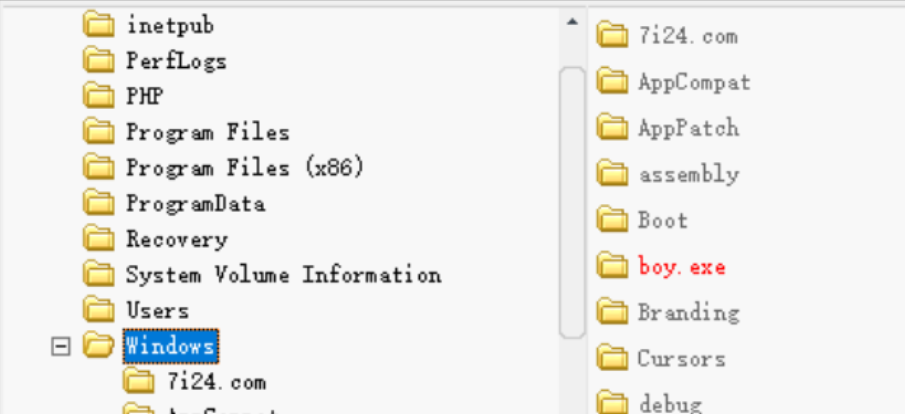 inetpub
PerfLogs
PHP
Program Files
Program Files (x86)
ProgramData
Recovery
System Volume Information
Users
Windows
7i24.com
7i24.com
AppCompat
AppPatch
assembly
Boot
boy.exe
Branding
Cursors
debug